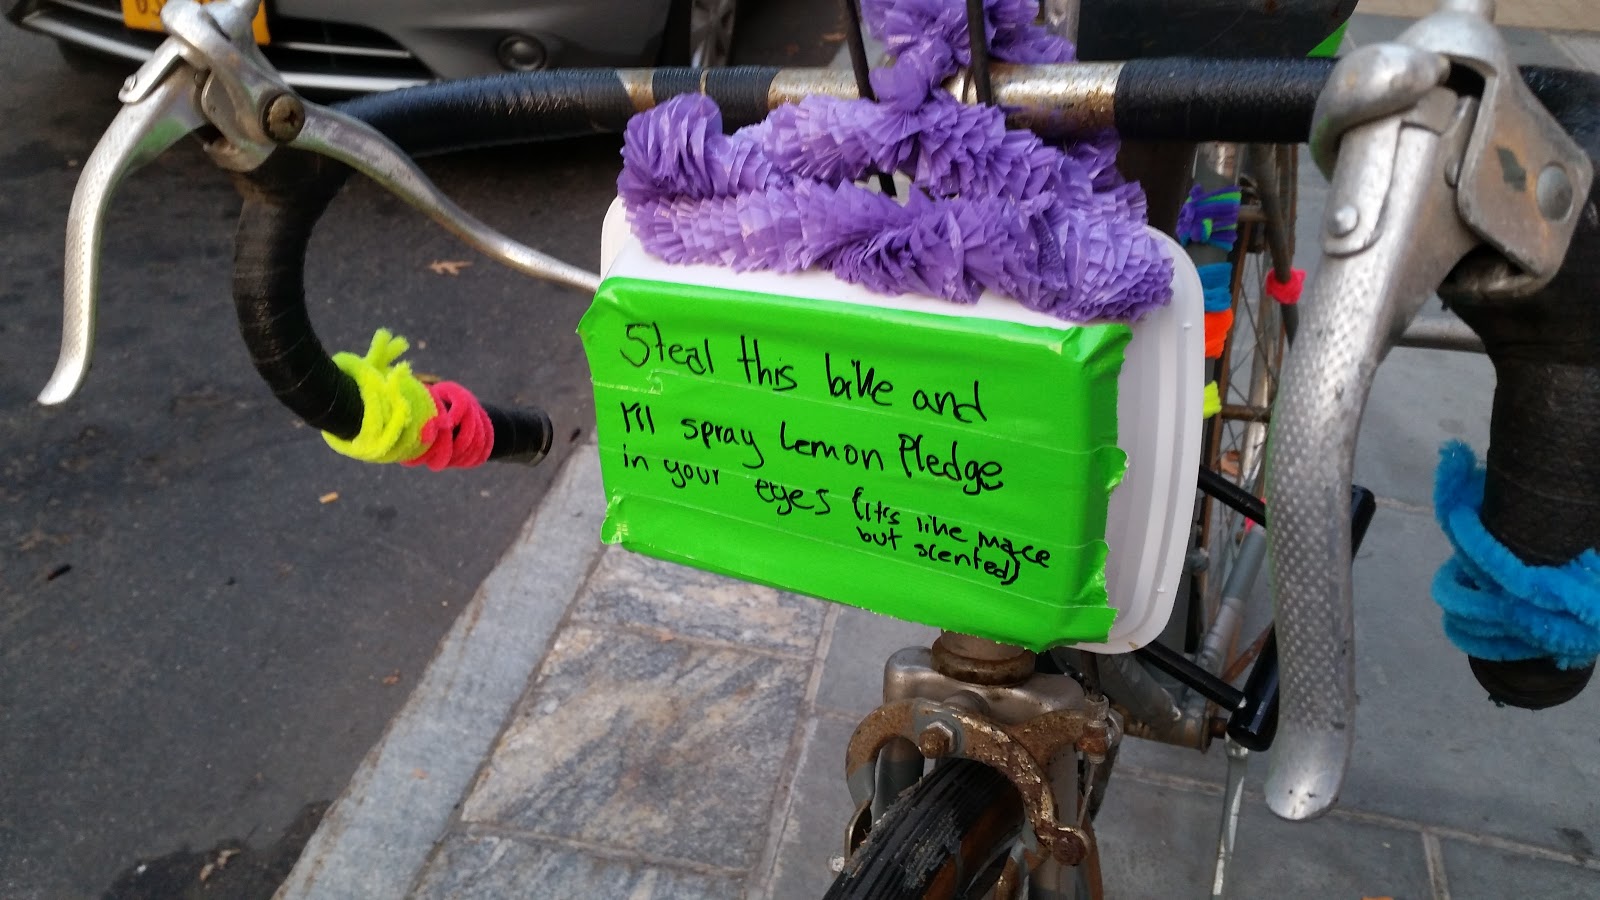 Steal this bike and
I'll spray Lemon Pledge
in your eyes (it's like mace
but scented)